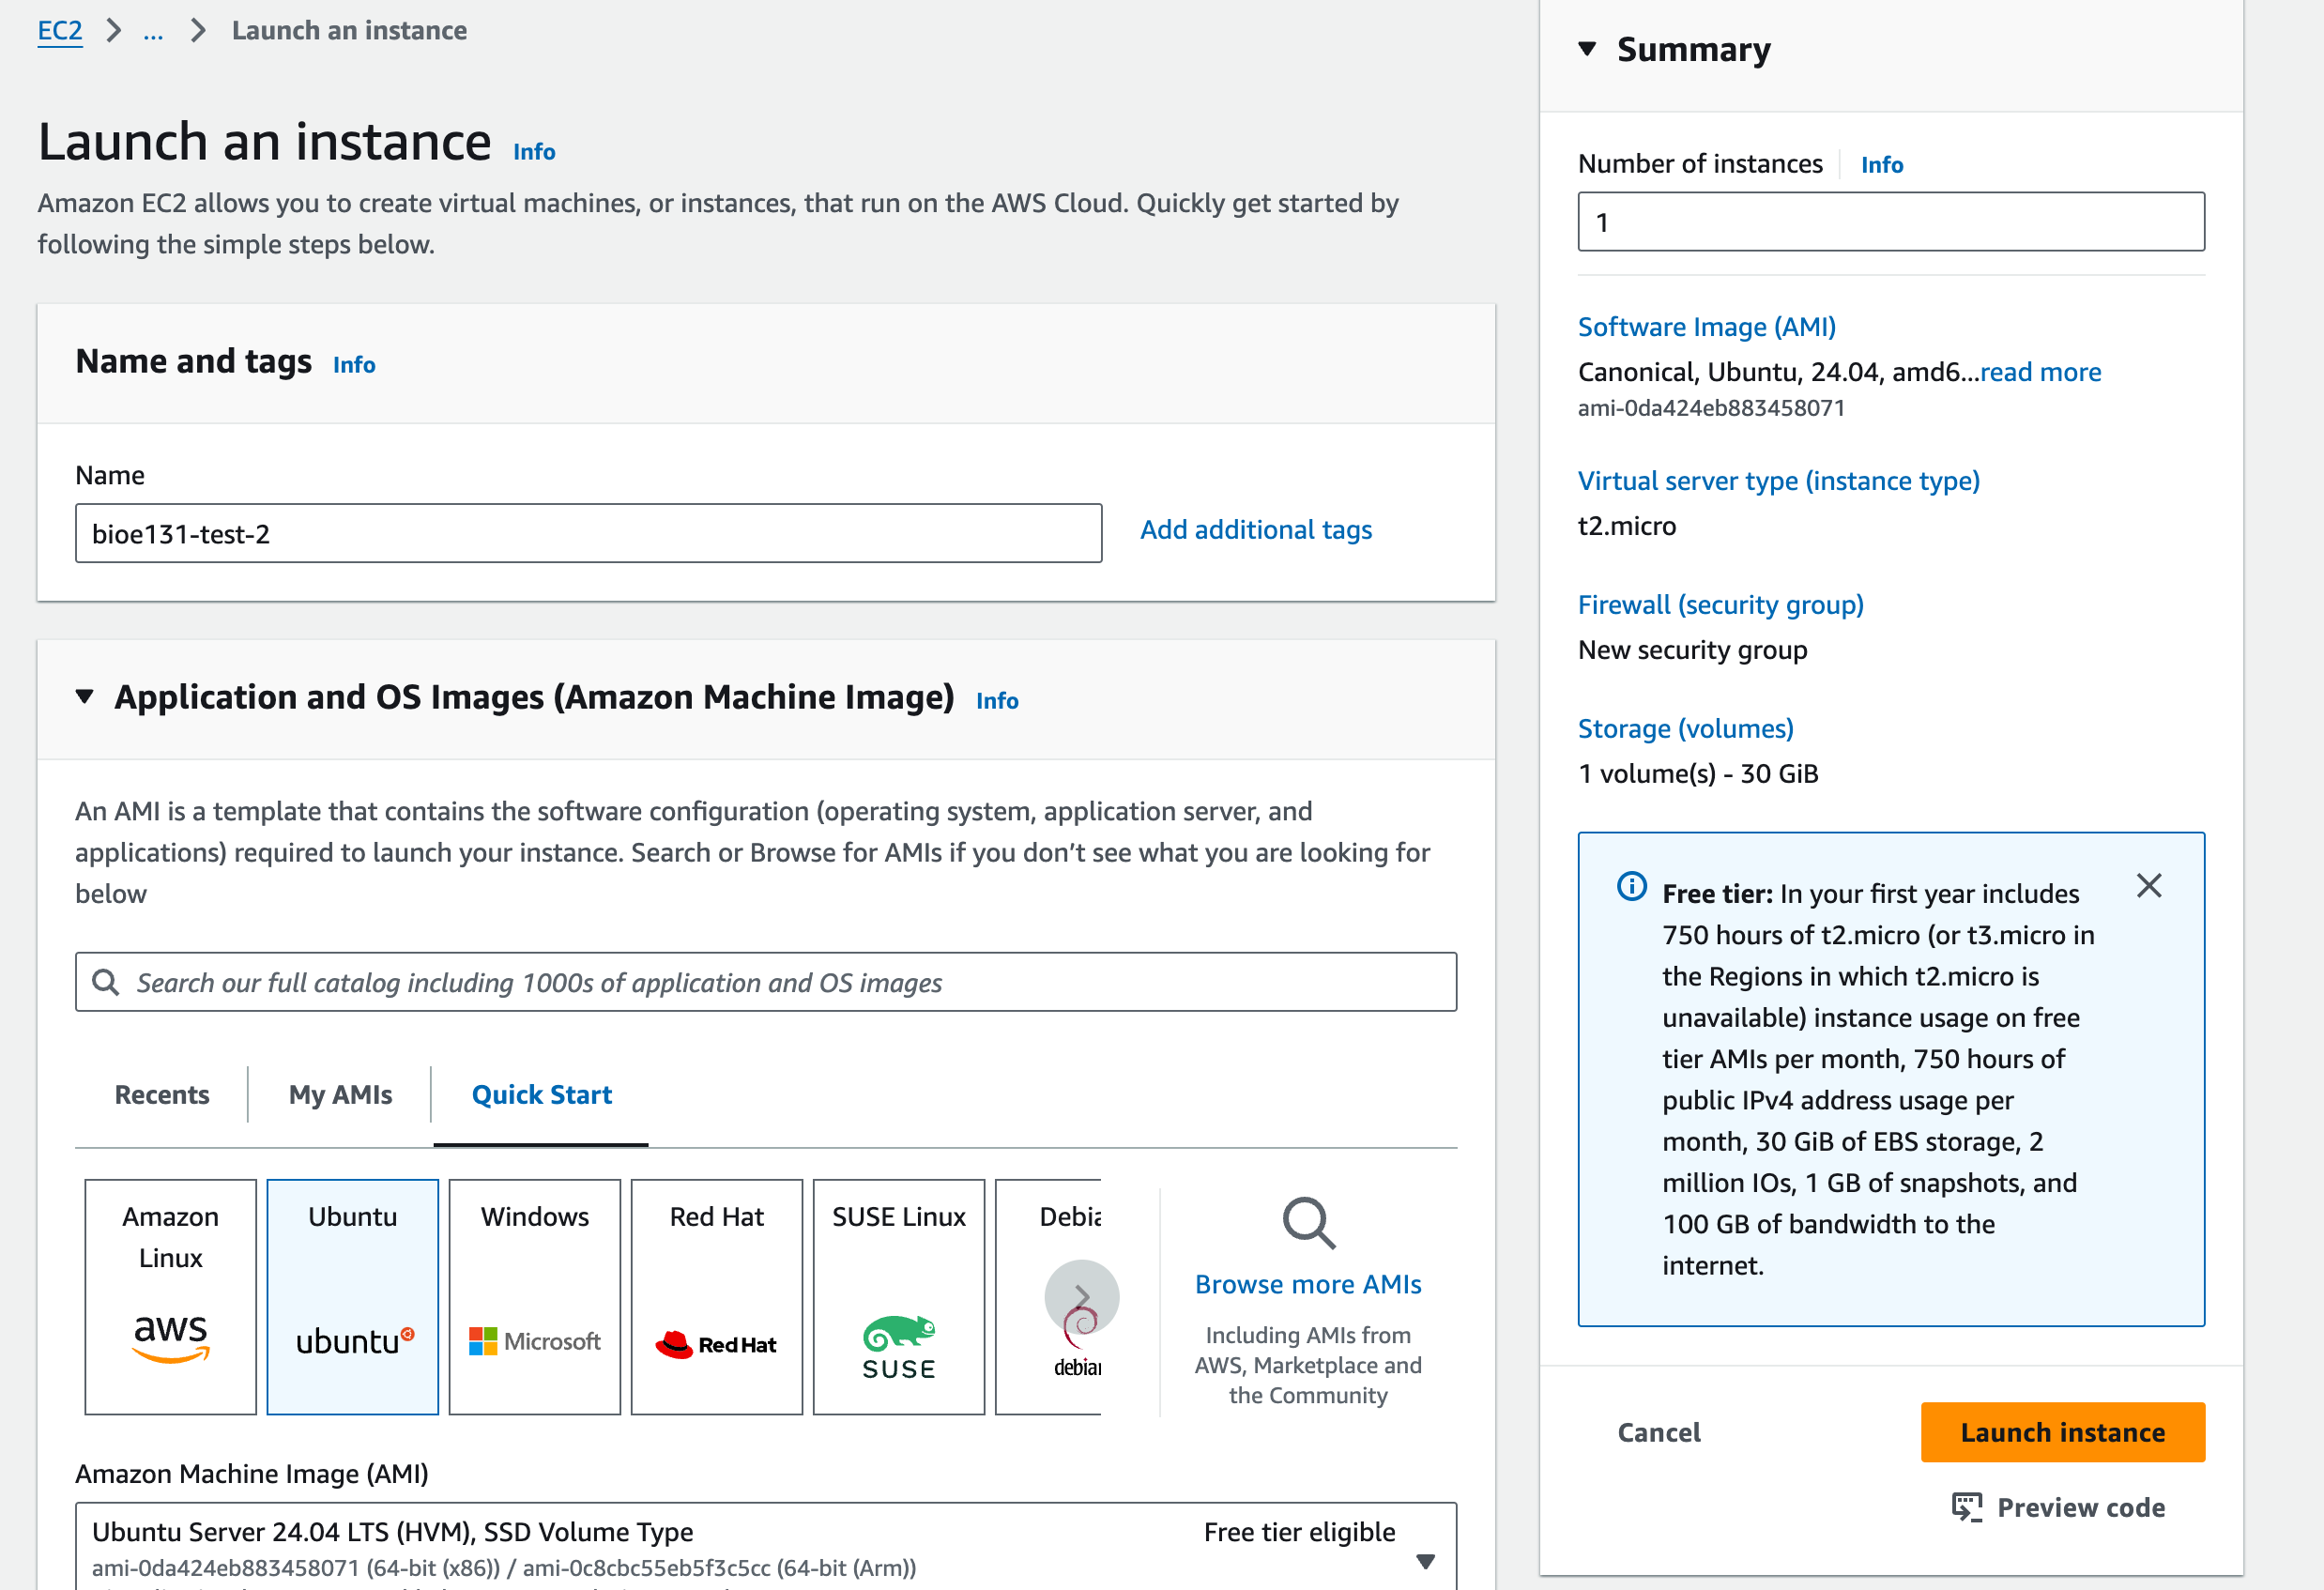 EC2 > ... > Launch an instance
Launch an instance Info
Amazon EC2 allows you to create virtual machines, or instances, that run on the AWS Cloud. Quickly get started by
following the simple steps below.
Name and tags Info
Name
bioe131-test-2
Add additional tags
Application and OS Images (Amazon Machine Image) Info
An AMI is a template that contains the software configuration (operating system, application server, and
applications) required to launch your instance. Search or Browse for AMIs if you don’t see what you are looking for
below
Search our full catalog including 1000s of application and OS images
Recents
My AMIs
Quick Start
Amazon
Linux
aws
Ubuntu
ubuntu
Windows
Microsoft
Red Hat
Red Hat
SUSE Linux
SUSE
Debia
debian
Browse more AMIs
Including AMIs from
AWS, Marketplace and
the Community
Amazon Machine Image (AMI)
Ubuntu Server 24.04 LTS (HVM), SSD Volume Type
Free tier eligible
ami-0da424eb883458071 (64-bit (x86)) / ami-0c8cbc55eb5f3c5cc (64-bit (Arm))
Summary
Number of instances Info
1
Software Image (AMI)
Canonical, Ubuntu, 24.04, amd6...read more
ami-0da424eb883458071
Virtual server type (instance type)
t2.micro
Firewall (security group)
New security group
Storage (volumes)
1 volume(s) - 30 GiB
Free tier: In your first year includes
750 hours of t2.micro (or t3.micro in
the Regions in which t2.micro is
unavailable) instance usage on free
tier AMIs per month, 750 hours of
public IPv4 address usage per
month, 30 GiB of EBS storage, 2
million IOs, 1 GB of snapshots, and
100 GB of bandwidth to the
internet.
Cancel
Launch instance
Preview code